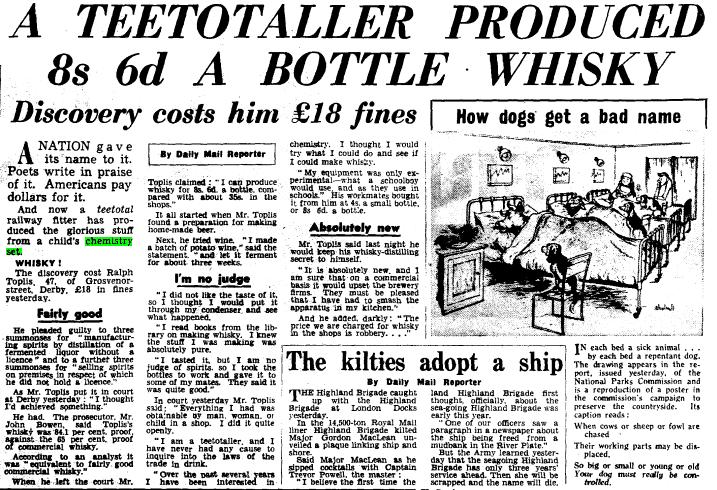 A TEETOTALLER PRODUCED
8s 6d A BOTTLE WHISKY
Discovery costs him £18 fines
A NATION gave
its name to it.
Poets write in praise
of it. Americans pay
dollars for it.
And now a teetotal
railway fitter has pro-
duced the glorious stuff
from a child's chemistry
set.
WHISKY !
The discovery cost Ralph
Toplis, 47, of Grosvenor-
street, Derby, £18 in fines
yesterday.
Fairly good
He pleaded guilty to three
summonses for "manufactur-
ing spirits by distillation of a
fermented liquor without a
licence" and to a further three
summonses for "selling spirits
on premises in respect of which
he did not hold a licence."
As Mr. Toplis put it in court
at Derby yesterday: "I thought
I'd achieved something."
He had. The prosecutor, Mr.
John Bowen, said Toplis's
whisky was 84.1 per cent. proof,
against the 65 per cent. proof
of commercial whisky.
According to an analyst it
was "equivalent to fairly good
commercial whisky."
When he left the court Mr.
By Daily Mail Reporter
Toplis claimed: "I can produce
whisky for 8s. 6d. a bottle, com-
pared with about 35s. in the
shops."
It all started when Mr. Toplis
found a preparation for making
home-made beer.
Next, he tried wine. "I made
a batch of potato wine," said the
statement, "and let it ferment
for about three weeks.
I'm no judge
"I did not like the taste of it,
so I thought I would put it
through my condenser and see
what happened.
"I read books from the lib-
rary on making whisky. I knew
the stuff I was making was
absolutely pure.
"I tasted it, but I am no
judge of spirits, so I took the
bottles to work and gave it to
some of my mates. They said it
was quite good."
In court yesterday Mr. Toplis
said: "Everything I had was
obtainable by man, woman, or
child in a shop. I did it quite
openly.
"I am a teetotaller, and I
have never had any cause to
inquire into the laws of the
trade in drink.
"Over the past several years
I have been interested in
chemistry. I thought I would
try what I could do and see if
I could make whisky.
"My equipment was only ex-
perimental—what a schoolboy
would use, and as they use in
schools." His workmates bought
it from him at 4s. a small bottle,
or 8s 6d. a bottle.
Absolutely new
Mr. Toplis said last night he
would keep his whisky-distilling
secret to himself.
"It is absolutely new, and I
am sure that on a commercial
basis it would upset the brewery
firms. They must be pleased
that I have had to smash the
apparatus in my kitchen."
And he added, darkly: "The
price we are charged for whisky
in the shops is robbery. . . ."
How dogs get a bad name
The kilties adopt a ship
By Daily Mail Reporter
THE Highland Brigade caught
up with the Highland
Brigade at London Docks
yesterday.
In the 14,500-ton Royal Mail
liner Highland Brigade killed
Major Gordon MacLean un-
veiled a plaque linking ship and
shore.
Said Major MacLean as he
sipped cocktails with Captain
Trevor Powell, the master:
"I believe the first time the
land Highland Brigade first
thought, officially, about the
sea-going Highland Brigade was
early this year.
"One of our officers saw a
paragraph in a newspaper about
the ship being freed from a
mudbank in the River Plate."
But the Army learned yester-
day that the seagoing Highland
Brigade has only three years'
service ahead. Then she will be
scrapped and the name will die.
IN each bed a sick animal . . .
by each bed a repentant dog.
The drawing appears in the re-
port, issued yesterday, of the
National Parks Commission and
is a reproduction of a poster in
the commission's campaign to
preserve the countryside. Its
caption reads:
When cows or sheep or fowl are
chased
Their working parts may be dis-
placed.
So big or small or young or old
Your dog must really be con-
trolled.